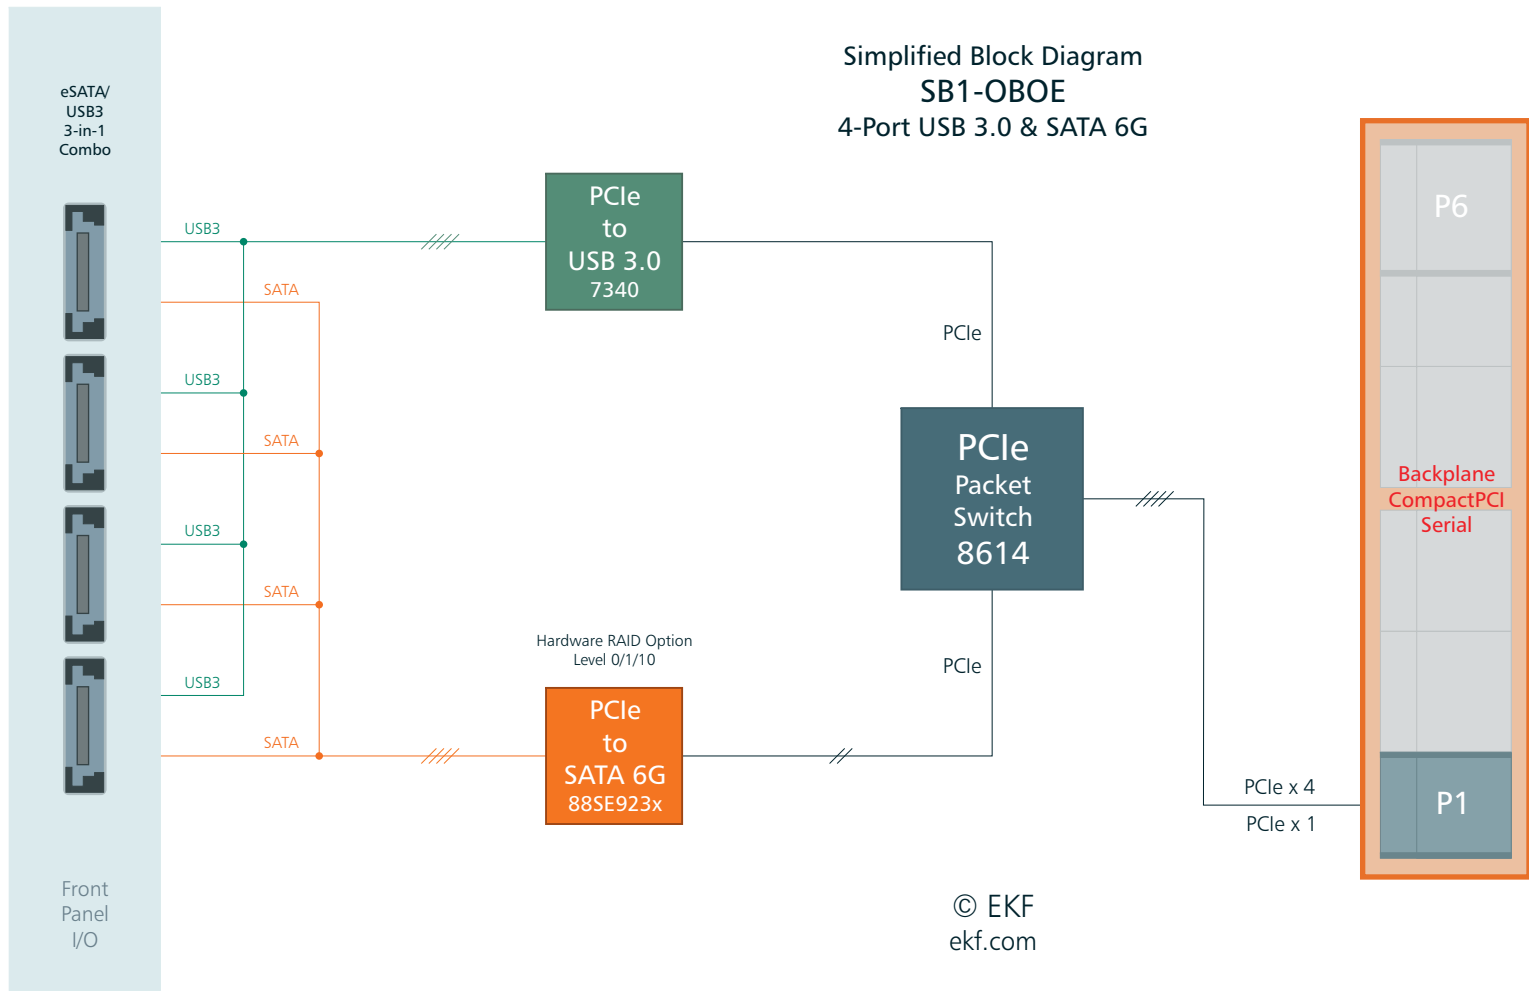 Simplified Block Diagram
SB1-OBOE
4-Port USB 3.0 & SATA 6G
eSATA/
USB3
3-in-1
Combo
USB3
SATA
USB3
SATA
USB3
SATA
USB3
SATA
Front
Panel
I/O
PCIe
to
USB 3.0
7340
Hardware RAID Option
Level 0/1/10
PCIe
to
SATA 6G
88SE923x
PCIe
PCIe
Packet
Switch
8614
PCIe
PCIe x 4
PCIe x 1
P6
Backplane
CompactPCI
Serial
P1
© EKF
ekf.com